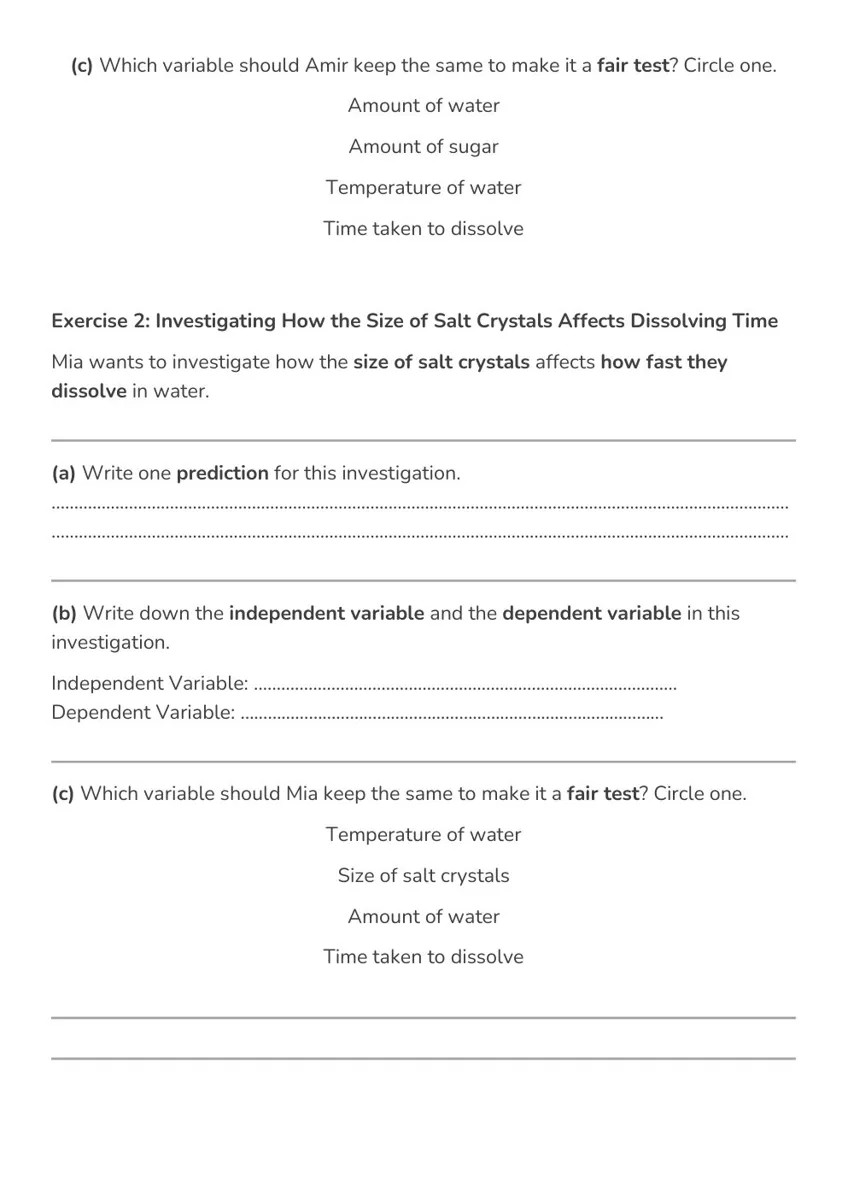 (c) Which variable should Amir keep the same to make it a fair test? Circle one.
Amount of water
Amount of sugar
Temperature of water
Time taken to dissolve
Exercise 2: Investigating How the Size of Salt Crystals Affects Dissolving Time
Mia wants to investigate how the size of salt crystals affects how fast they
dissolve in water.
(a) Write one prediction for this investigation.
(b) Write down the independent variable and the dependent variable in this
investigation.
Independent Variable: ............................................................................................
Dependent Variable: ............................................................................................
(c) Which variable should Mia keep the same to make it a fair test? Circle one.
Temperature of water
Size of salt crystals
Amount of water
Time taken to dissolve